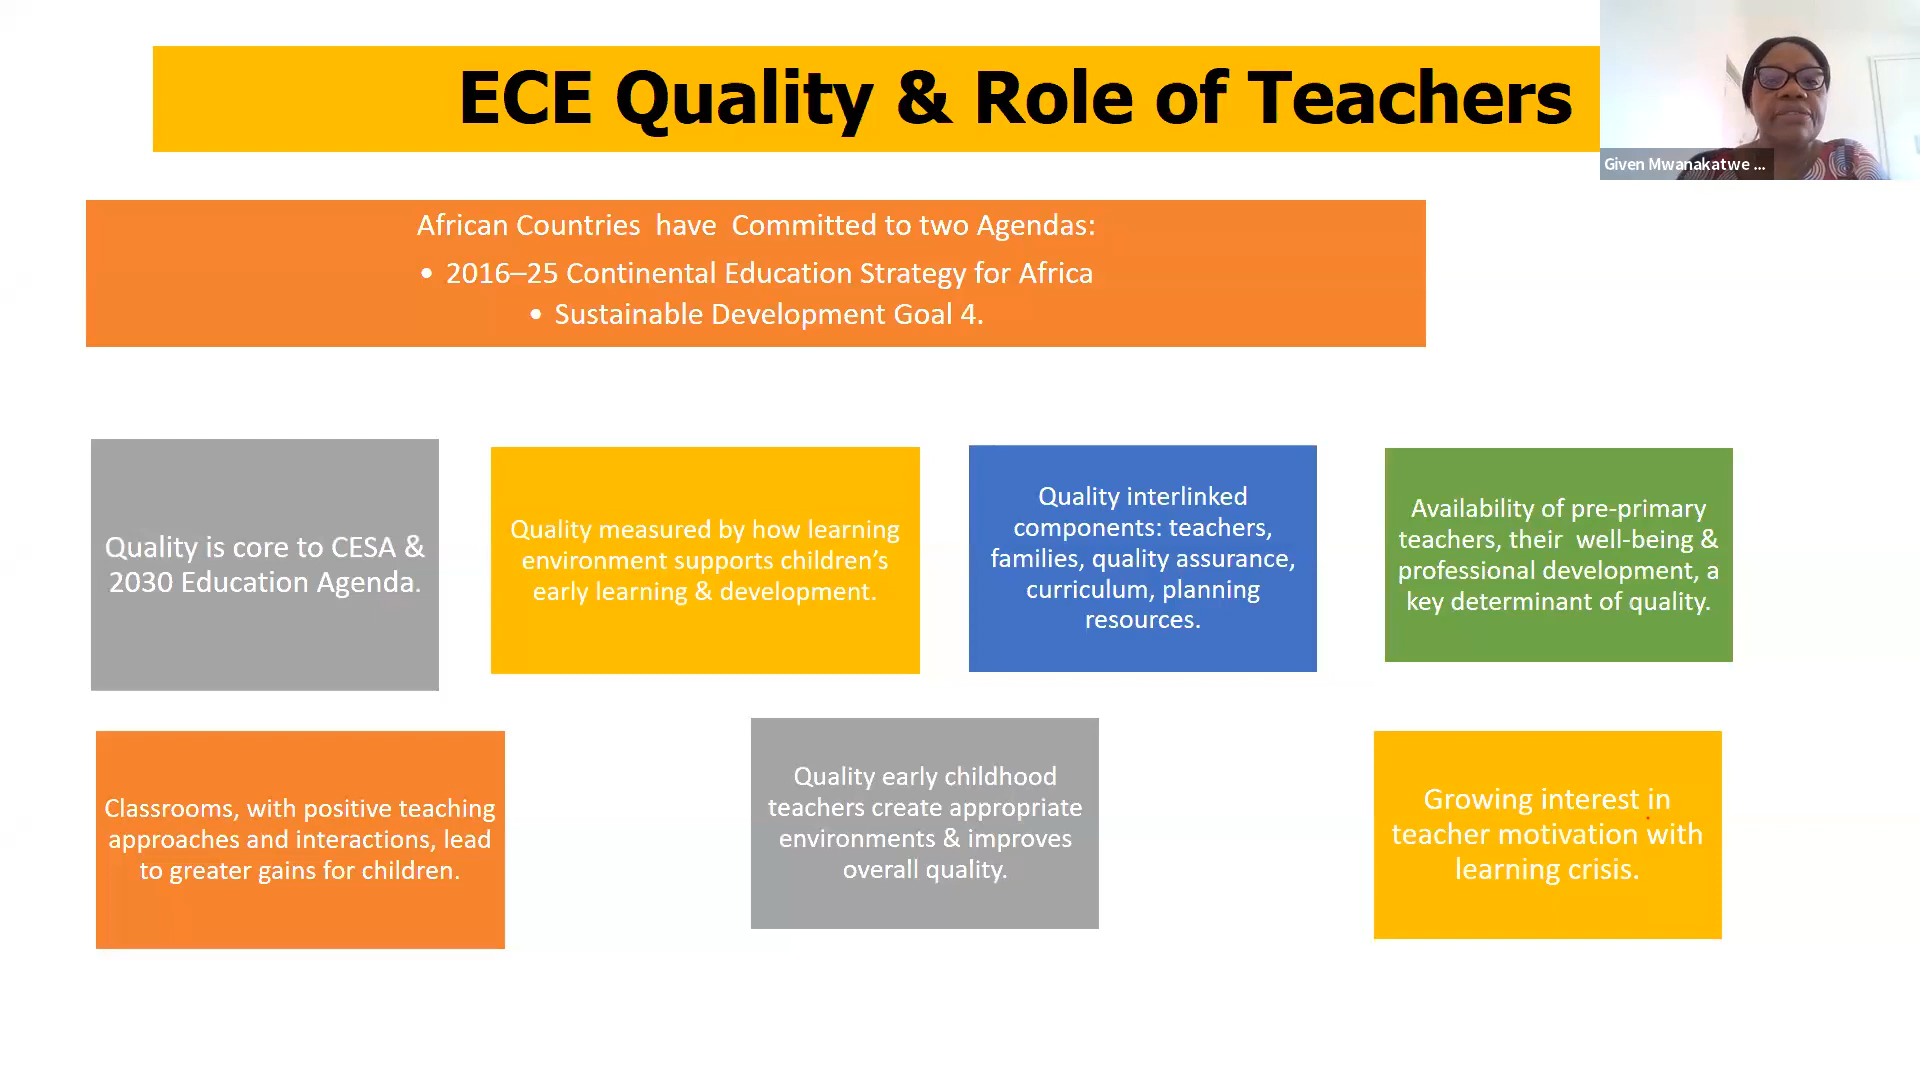 ECE Quality & Role of Teachers
Given Mwanakatwe ...
African Countries have Committed to two Agendas:
• 2016–25 Continental Education Strategy for Africa
• Sustainable Development Goal 4.
Quality is core to CESA &
2030 Education Agenda.
Quality measured by how learning
environment supports children’s
early learning & development.
Quality interlinked
components: teachers,
families, quality assurance,
curriculum, planning
resources.
Availability of pre-primary
teachers, their well-being &
professional development, a
key determinant of quality.
Classrooms, with positive teaching
approaches and interactions, lead
to greater gains for children.
Quality early childhood
teachers create appropriate
environments & improves
overall quality.
Growing interest in
teacher motivation with
learning crisis.